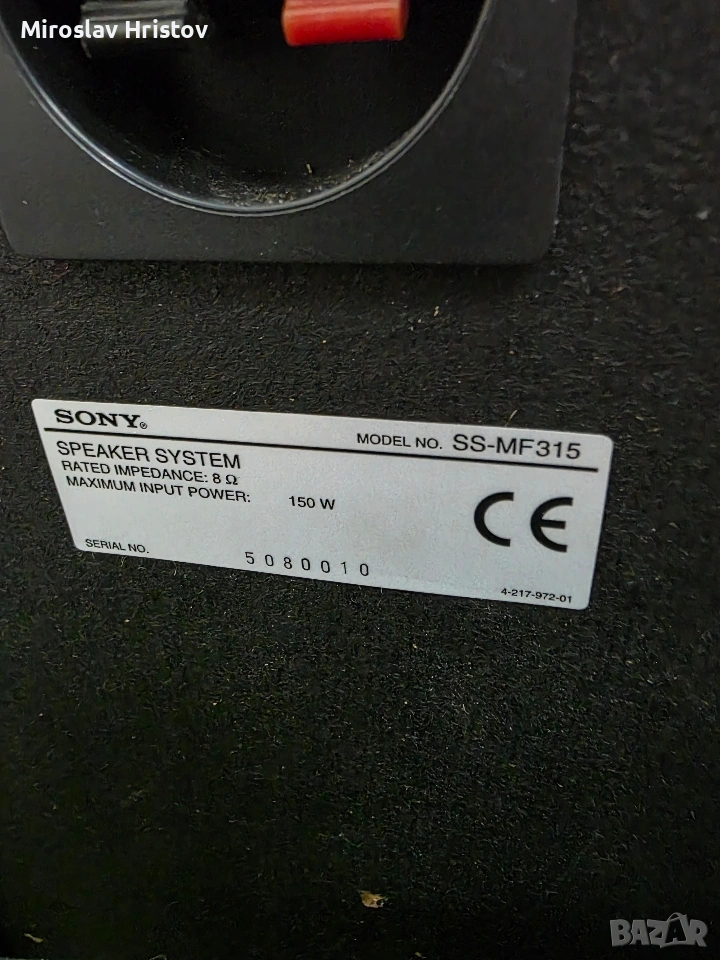 Miroslav Hristov
SONY®
MODEL NO. SS-MF315
SPEAKER SYSTEM
RATED IMPEDANCE: 8 Ω
MAXIMUM INPUT POWER: 150 W
CE
SERIAL NO. 5080010
4-217-972-01
BAZAR